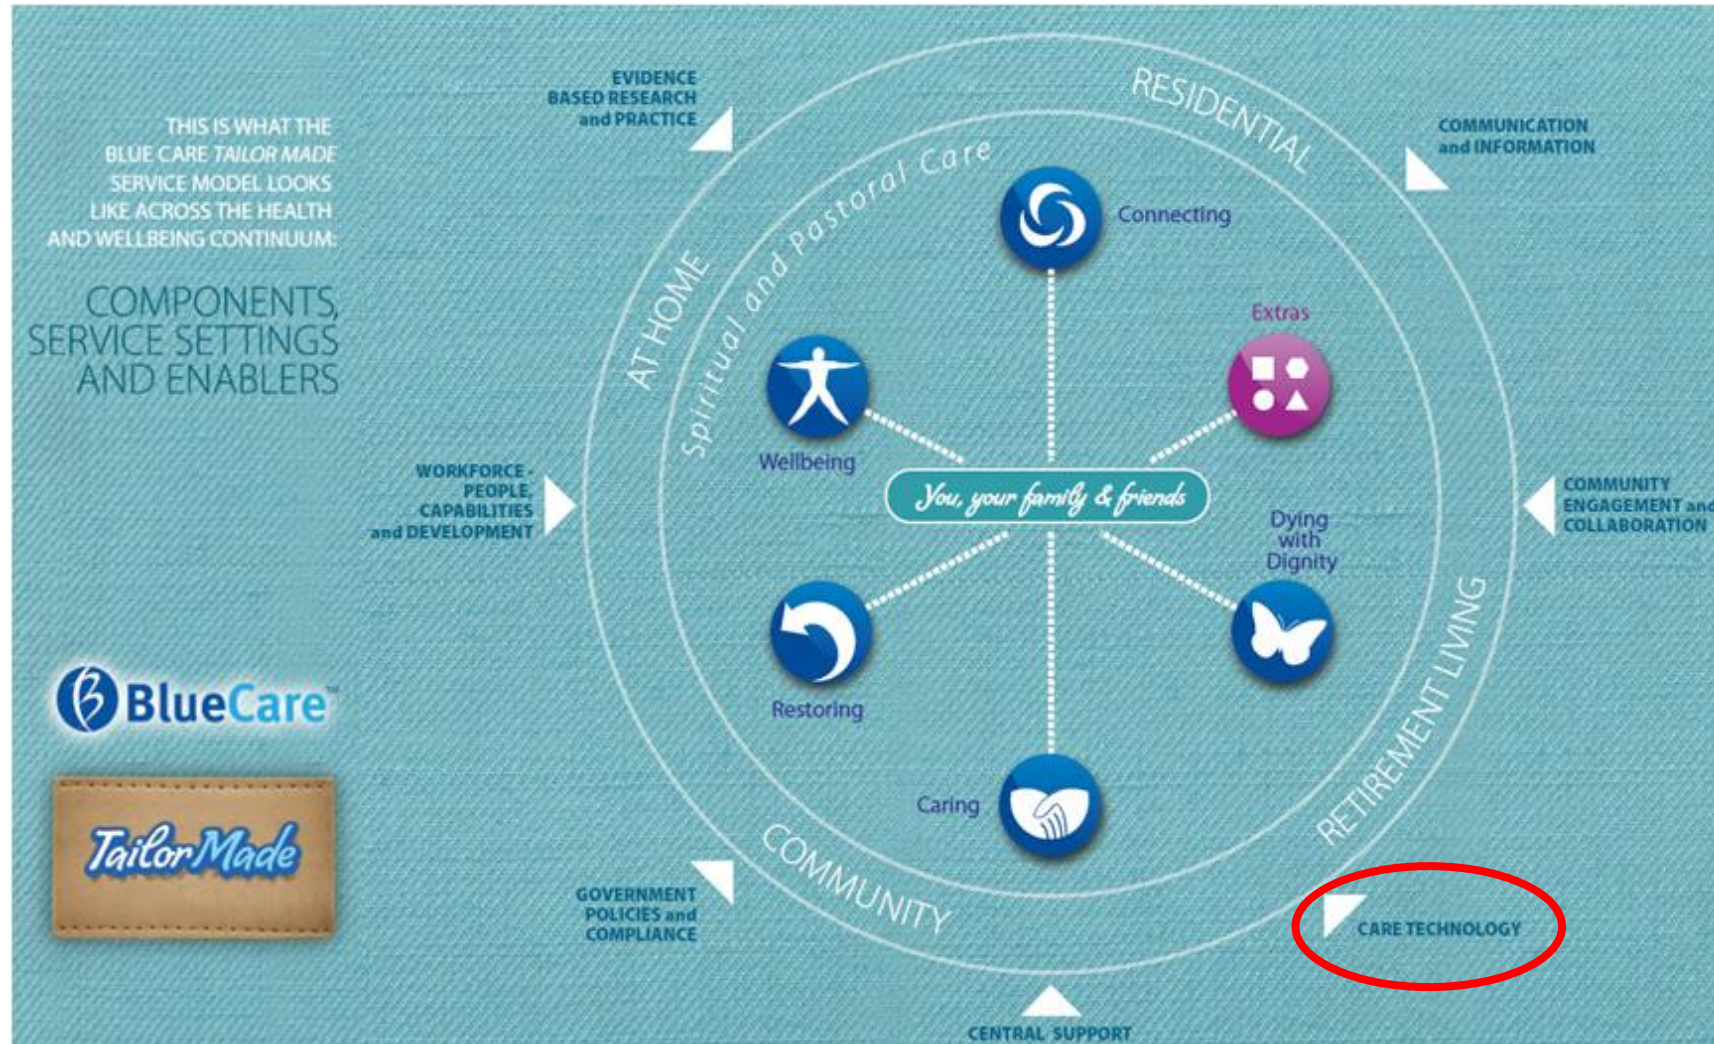 THIS IS WHAT THE
BLUE CARE TAILOR MADE
SERVICE MODEL LOOKS
LIKE ACROSS THE HEALTH
AND WELLBEING CONTINUUM:
COMPONENTS,
SERVICE SETTINGS
AND ENABLERS
BlueCare™
Tailor Made
EVIDENCE
BASED RESEARCH
and PRACTICE
COMMUNICATION
and INFORMATION
WORKFORCE -
PEOPLE,
CAPABILITIES
and DEVELOPMENT
COMMUNITY
ENGAGEMENT and
COLLABORATION
GOVERNMENT
POLICIES and
COMPLIANCE
CARE TECHNOLOGY
CENTRAL SUPPORT
AT HOME
RESIDENTIAL
RETIREMENT LIVING
COMMUNITY
Spiritual and Pastoral Care
Connecting
Extras
Wellbeing
You, your family & friends
Dying
with
Dignity
Restoring
Caring